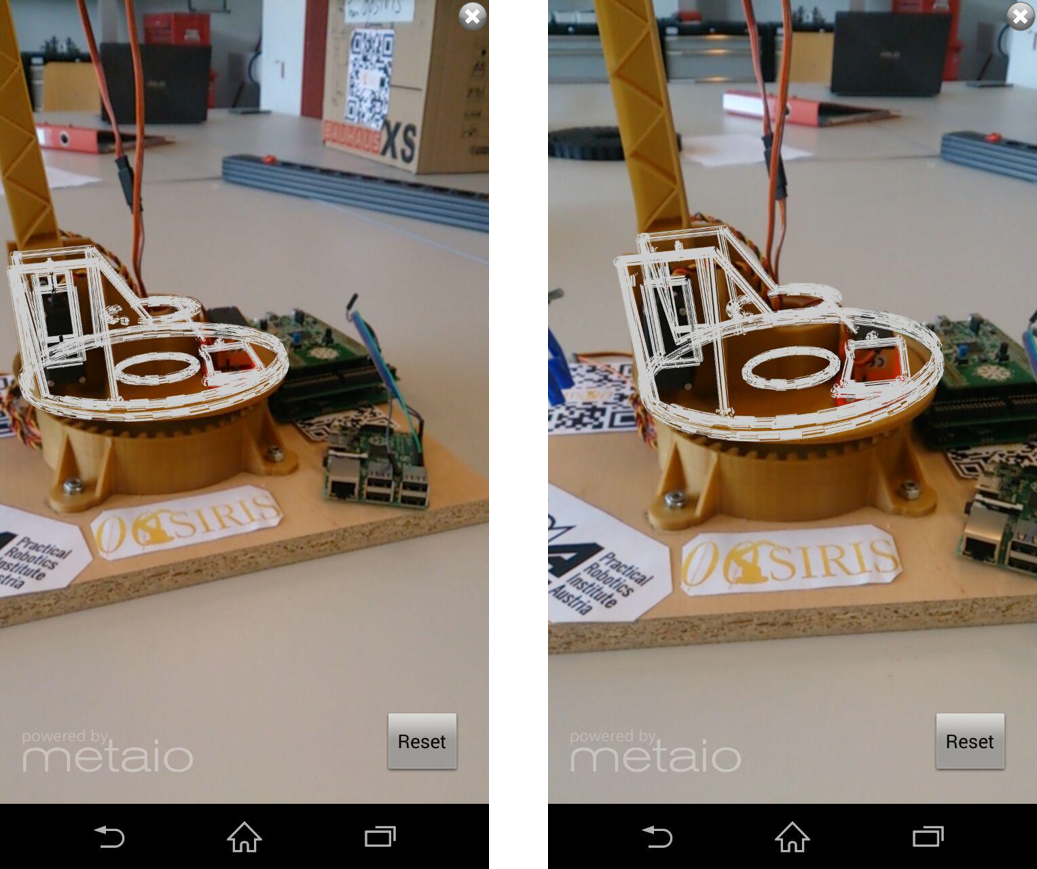 XS
Practical
Robotics
Institute
Austria
OSIRIS
powered by
metaio
Reset
A
Practical
Robotics
Institute
Austria
OSIRIS
powered by
metaio
Reset